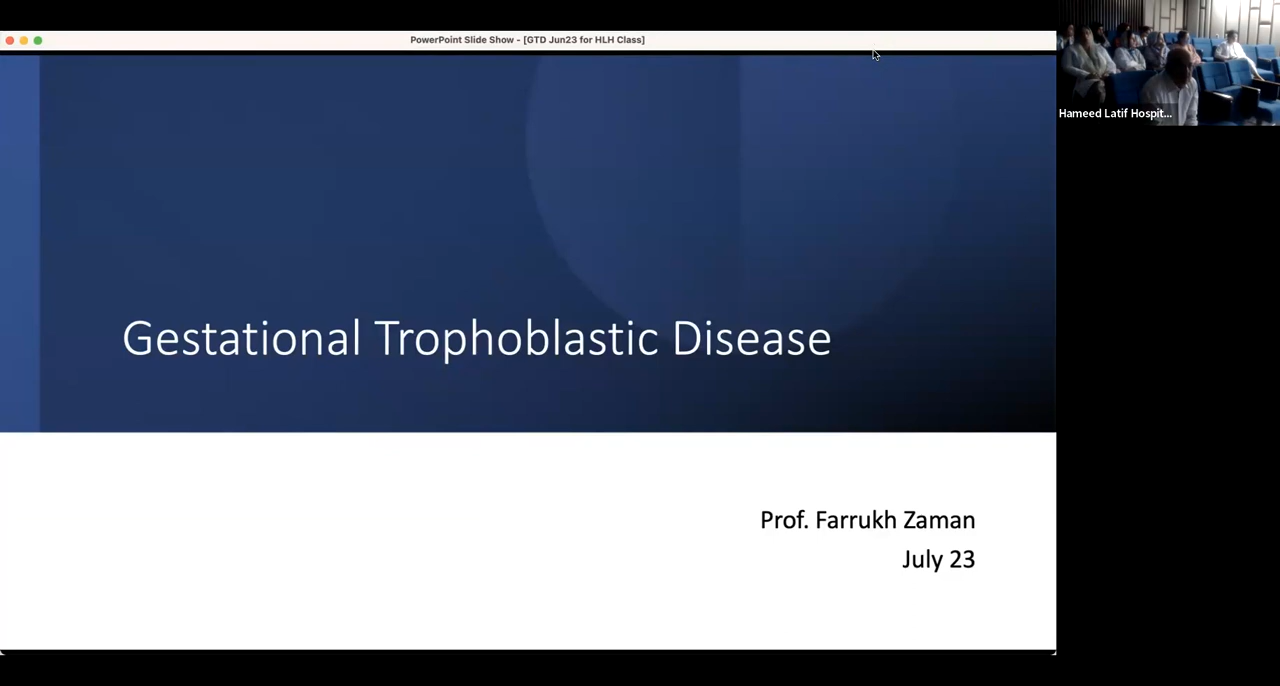 PowerPoint Slide Show - [GTD Jun23 for HLH Class]
Hameed Latif Hospit...
Gestational Trophoblastic Disease
Prof. Farrukh Zaman
July 23